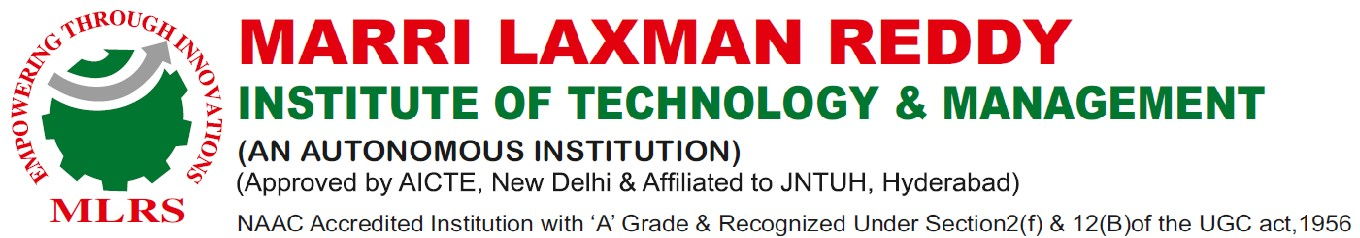 EMPOWERING THROUGH INNOVATIONS
MLRS
MARRI LAXMAN REDDY
INSTITUTE OF TECHNOLOGY & MANAGEMENT
(AN AUTONOMOUS INSTITUTION)
(Approved by AICTE, New Delhi & Affiliated to JNTUH, Hyderabad)
NAAC Accredited Institution with ‘A’ Grade & Recognized Under Section2(f) & 12(B)of the UGC act,1956